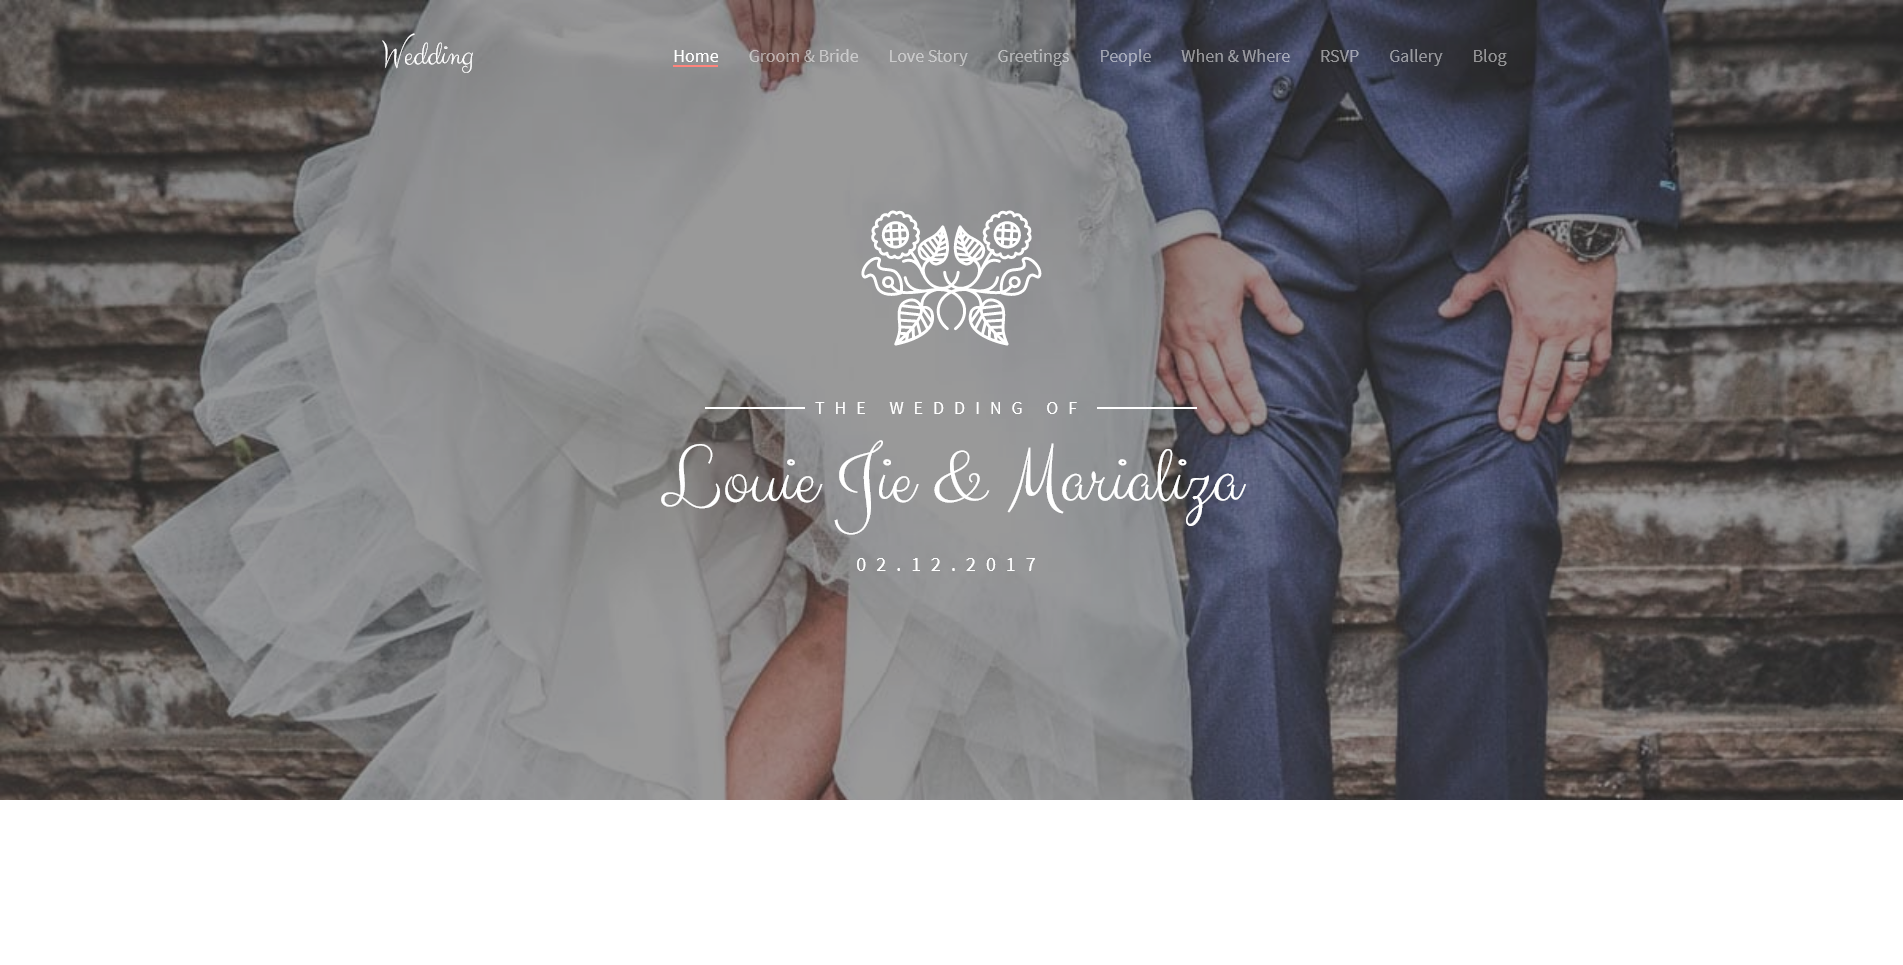 Wedding
Home Groom & Bride Love Story Greetings People When & Where RSVP Gallery Blog
THE WEDDING OF
Louie Jie & Marializa
02.12.2017